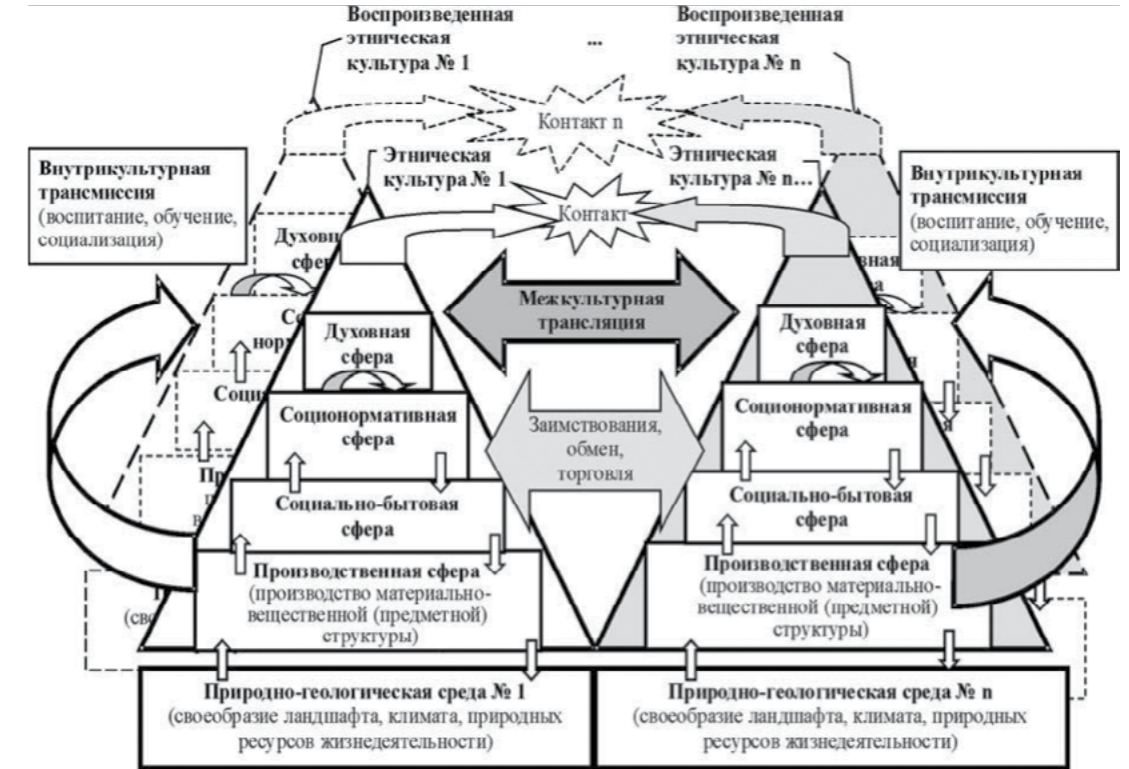 Воспроизведенная
этническая
культура № 1
...
Воспроизведенная
этническая
культура № n
Контакт n
Этническая
культура № 1
Этническая
культура № n...
Контакт
Внутрикультурная
трансмиссия
(воспитание, обучение,
социализация)
Внутрикультурная
трансмиссия
(воспитание, обучение,
социализация)
Межкультурная
трансляция
Заимствования,
обмен,
торговля
Духовная
сфера
Соционормативная
сфера
Социально-бытовая
сфера
Производственная сфера
(производство материально-
вещественной (предметной)
структуры)
Духовная
сфера
Соционормативная
сфера
Социально-бытовая
сфера
Производственная сфера
(производство материально-
вещественной (предметной)
структуры)
Природно-геологическая среда № 1
(своеобразие ландшафта, климата, природных
ресурсов жизнедеятельности)
Природно-геологическая среда № n
(своеобразие ландшафта, климата, природных
ресурсов жизнедеятельности)